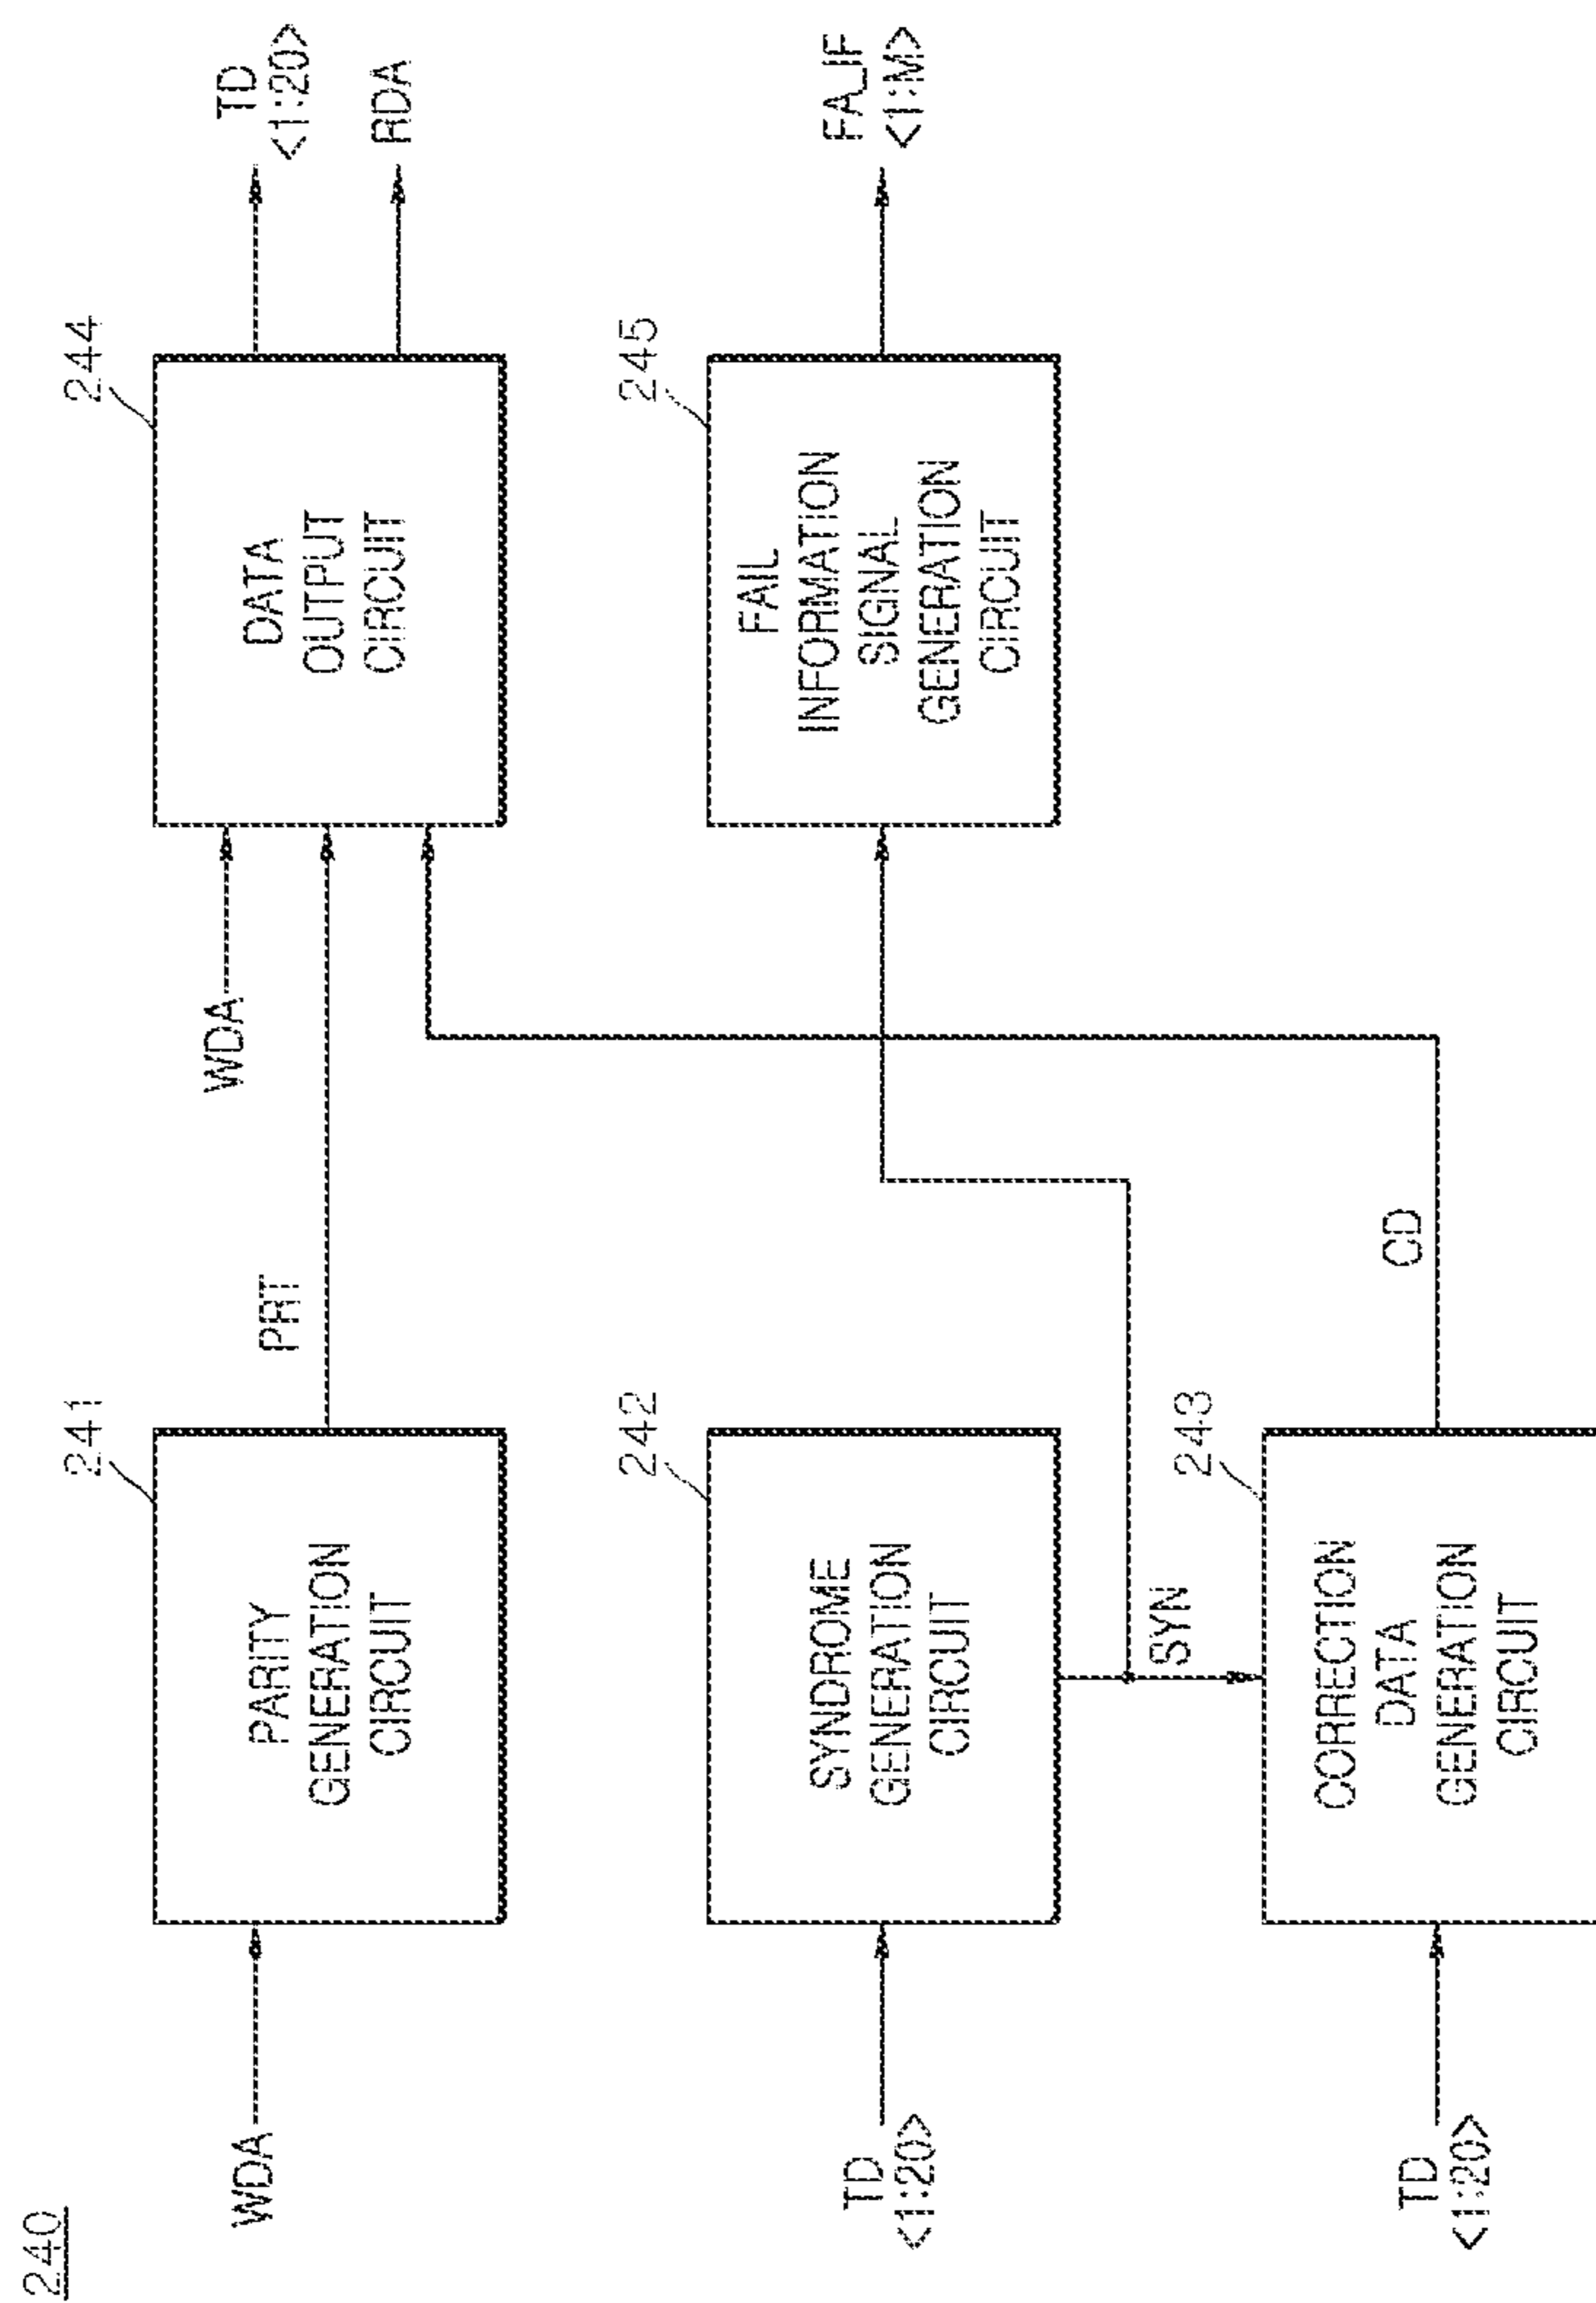 240
WDA
241
PARITY
GENERATION
CIRCUIT
PRT
WDA
244
DATA
OUTPUT
CIRCUIT
TD
<1:20>
RDA
TD
<1:20>
242
SYNDROME
GENERATION
CIRCUIT
245
FAIL
INFORMATION
SIGNAL
GENERATION
CIRCUIT
FA_IF
<1:M>
SYN
TD
<1:20>
243
CORRECTION
DATA
GENERATION
CIRCUIT
CD